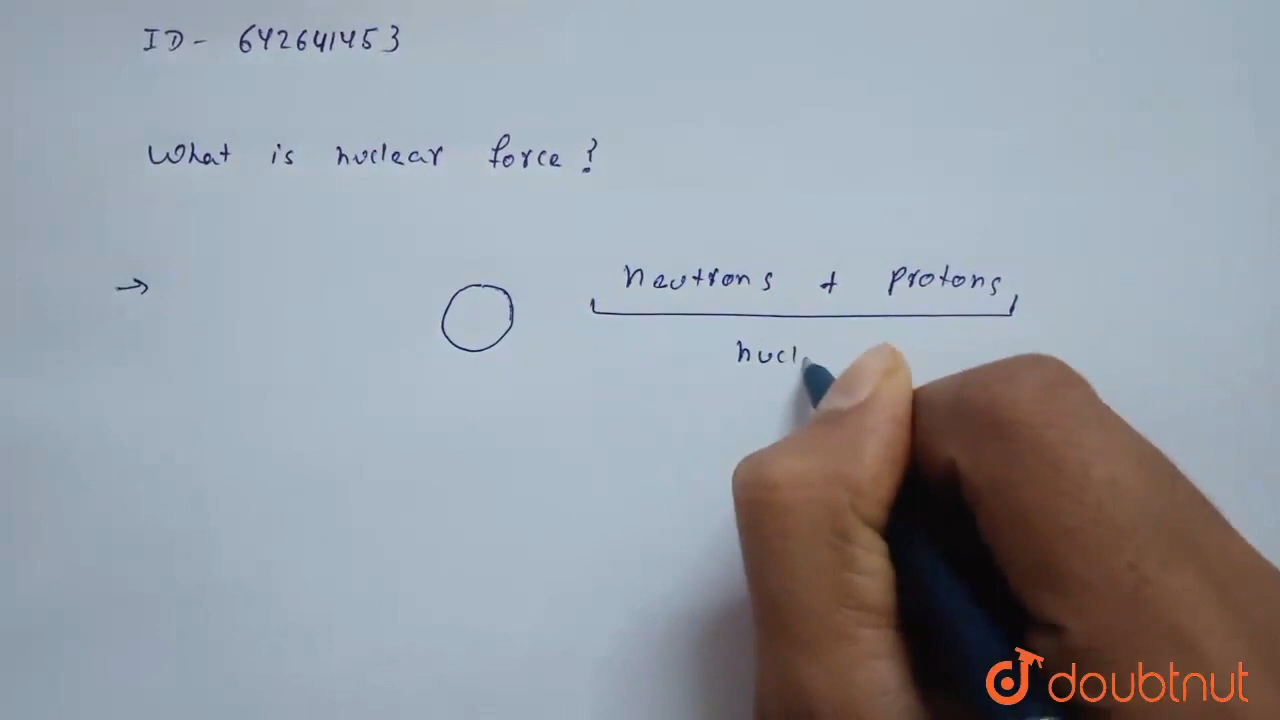 ID- 642641453
What is nuclear force?
→
neutrons + protons
nucl
doubtnut